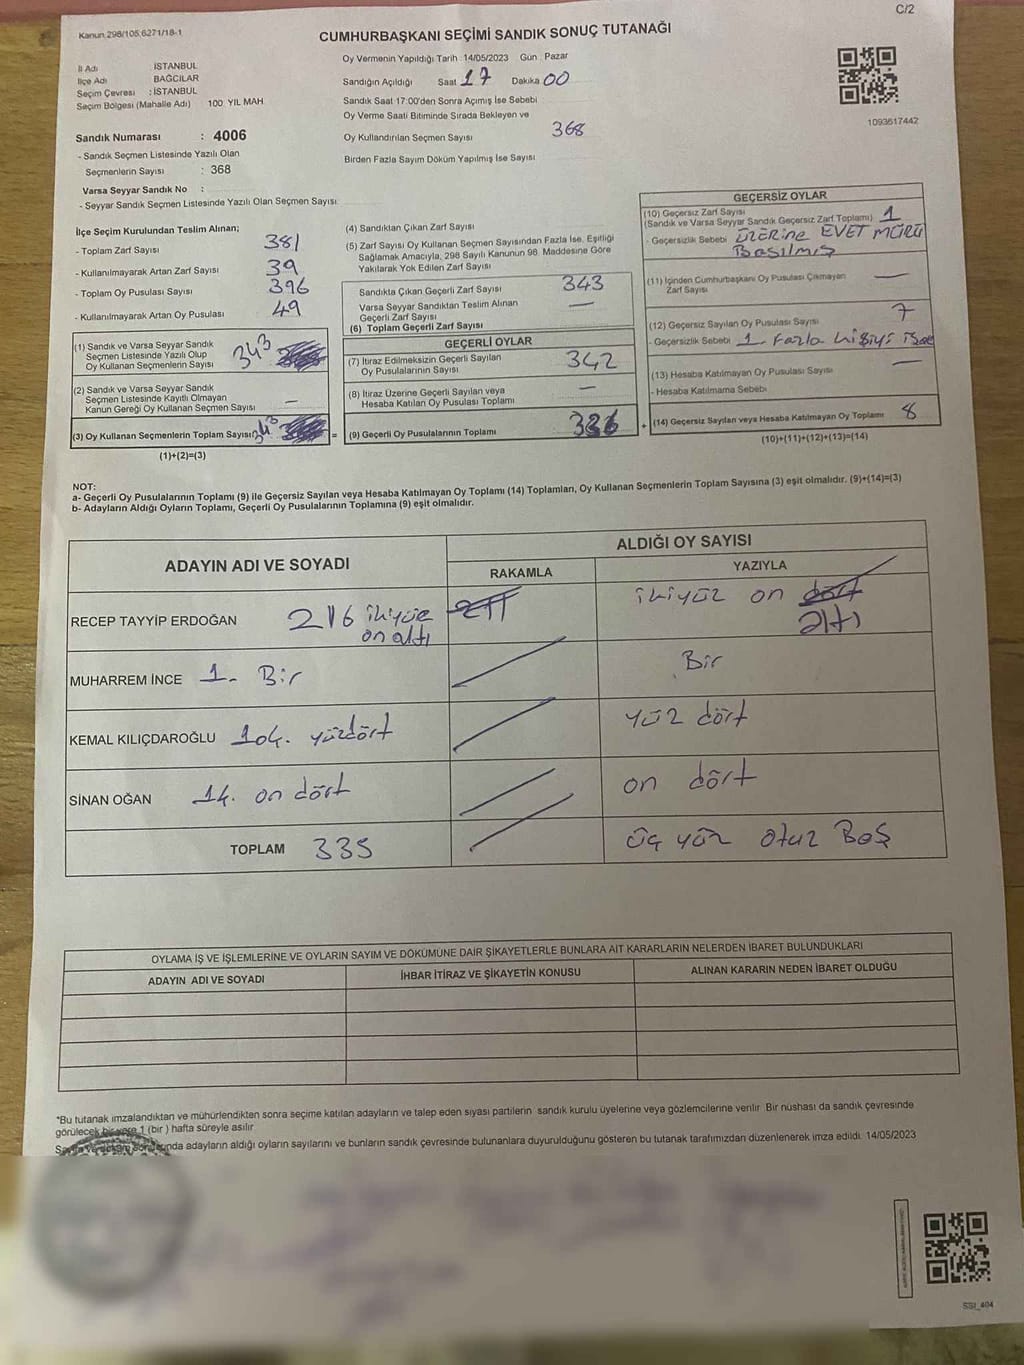 C/2
Kanun 298/105,6271/18-1
CUMHURBAŞKANI SEÇİMİ SANDIK SONUÇ TUTANAĞI
İl Adı İSTANBUL
İlçe Adı BAĞCILAR
Seçim Çevresi : İSTANBUL
Seçim Bölgesi (Mahalle Adı) 100. YIL MAH
Sandık Numarası : 4006
- Sandık Seçmen Listesinde Yazılı Olan
Seçmenlerin Sayısı : 368
Varsa Seyyar Sandık No :
- Seyyar Sandık Seçmen Listesinde Yazılı Olan Seçmen Sayısı:
Oy Vermenin Yapıldığı Tarih 14/05/2023 Gün Pazar
Sandığın Açıldığı Saat 17 Dakika 00
Sandık Saat 17:00'den Sonra Açımış İse Sebebi
Oy Verme Saati Bitiminde Sırada Bekleyen ve
Oy Kullandırılan Seçmen Sayısı 368
Birden Fazla Sayım Döküm Yapılmış İse Sayısı
1093617442
İlçe Seçim Kurulundan Teslim Alınan;
- Toplam Zarf Sayısı 381
- Kullanılmayarak Artan Zarf Sayısı 39
- Toplam Oy Pusulası Sayısı 396
- Kullanılmayarak Artan Oy Pusulası 49
(1) Sandık ve Varsa Seyyar Sandık
Seçmen Listesinde Yazılı Olup
Oy Kullanan Seçmenlerin Sayısı 343
(2) Sandık ve Varsa Seyyar Sandık
Seçmen Listesinde Kayıtlı Olmayan
Kanun Gereği Oy Kullanan Seçmen Sayısı –
(3) Oy Kullanan Seçmenlerin Toplam Sayısı 343 =
(1)+(2)=(3)
(4) Sandıktan Çıkan Zarf Sayısı
(5) Zarf Sayısı Oy Kullanan Seçmen Sayısından Fazla İse, Eşitliği
Sağlamak Amacıyla, 298 Sayılı Kanunun 98. Maddesine Göre
Yakılarak Yok Edilen Zarf Sayısı
Sandıkta Çıkan Geçerli Zarf Sayısı 343
Varsa Seyyar Sandıktan Teslim Alınan
Geçerli Zarf Sayısı —
(6) Toplam Geçerli Zarf Sayısı
GEÇERLİ OYLAR
(7) İtiraz Edilmeksizin Geçerli Sayılan
Oy Pusulalarının Sayısı 342
(8) İtiraz Üzerine Geçerli Sayılan veya
Hesaba Katılan Oy Pusulası Toplamı –
(9) Geçerli Oy Pusulalarının Toplamı +
GEÇERSİZ OYLAR
(10) Geçersiz Zarf Sayısı
(Sandık ve Varsa Seyyar Sandık Geçersiz Zarf Toplamı) 1
- Geçersizlik Sebebi ÜZERİNE EVET MÜRÜ
Basılmış
(11) İçinden Cumhurbaşkanı Oy Pusulası Çıkmayan
Zarf Sayısı —
(12) Geçersiz Sayılan Oy Pusulası Sayısı 7
- Geçersizlik Sebebi 1. Fazla kişiyi
(13) Hesaba Katılmayan Oy Pusulası Sayısı —
- Hesaba Katılmama Sebebi
(14) Geçersiz Sayılan veya Hesaba Katılmayan Oy Toplamı 8
(10)+(11)+(12)+(13)=(14)
NOT:
a- Geçerli Oy Pusulalarının Toplamı (9) ile Geçersiz Sayılan veya Hesaba Katılmayan Oy Toplamı (14) Toplamları, Oy Kullanan Seçmenlerin Toplam Sayısına (3) eşit olmalıdır. (9)+(14)=(3)
b- Adayların Aldığı Oyların Toplamı, Geçerli Oy Pusulalarının Toplamına (9) eşit olmalıdır.
ADAYIN ADI VE SOYADI
ALDIĞI OY SAYISI
RAKAMLA YAZIYLA
RECEP TAYYİP ERDOĞAN 216 ikiyüz
on altı
ikiyüz on dört
altı
MUHARREM İNCE 1. Bir Bir
KEMAL KILIÇDAROĞLU 104. yüzdört yüz dört
SİNAN OĞAN 14. on dört on dört
TOPLAM 335 üç yüz otuz Beş
OYLAMA İŞ VE İŞLEMLERİNE VE OYLARIN SAYIM VE DÖKÜMÜNE DAİR ŞİKAYETLERLE BUNLARA AİT KARARLARIN NELERDEN İBARET BULUNDUKLARI
ADAYIN ADI VE SOYADI İHBAR İTİRAZ VE ŞİKAYETİN KONUSU ALINAN KARARIN NEDEN İBARET OLDUĞU
*Bu tutanak imzalandıktan ve mühürlendikten sonra seçime katılan adayların ve talep eden siyasi partilerin sandık kurulu üyelerine veya gözlemcilerine verilir. Bir nushası da sandık çevresinde
görülecek bir yere 1 (bir) hafta süreyle asılır
adayların aldığı oyların sayılarını ve bunların sandık çevresinde bulunanlara duyurulduğunu gösteren bu tutanak tarafımızdan düzenlenerek imza edildi. 14/05/2023
SSI_404